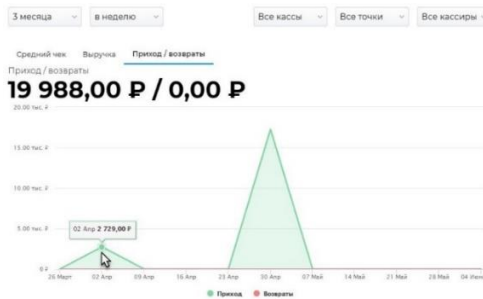 3 месяца
в неделю
Все кассы
Все точки
Все кассиры
Средний чек
Выручка
Приход / возвраты
Приход / возвраты
19 988,00 ₽ / 0,00 ₽
20.00 тыс. ₽
15.00 тыс. ₽
10.00 тыс. ₽
5.00 тыс. ₽
02 Апр 2 729,00 ₽
0 ₽
26 Март
02 Апр
09 Апр
16 Апр
23 Апр
30 Апр
07 Май
14 Май
21 Май
28 Май
04 Июн
Приход
Возвраты